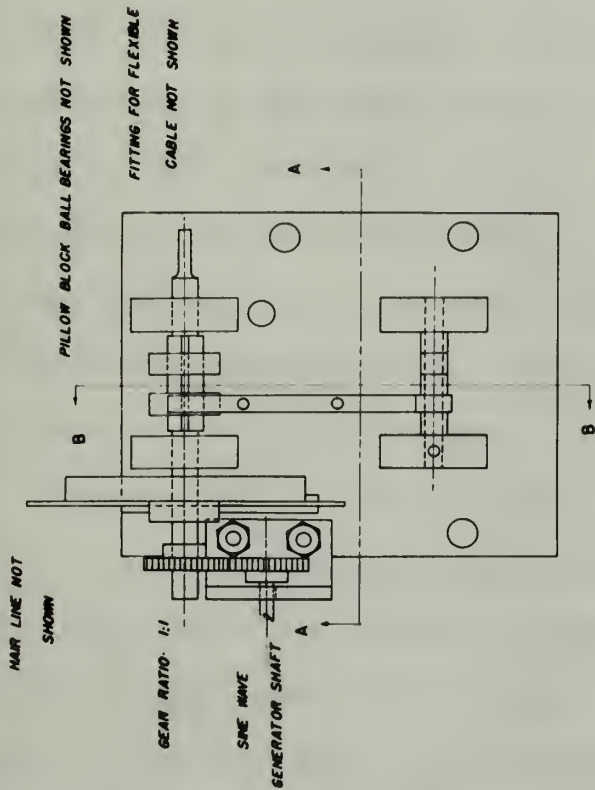 HAIR LINE NOT
SHOWN
PILLOW BLOCK BALL BEARINGS NOT SHOWN
FITTING FOR FLEXIBLE
CABLE NOT SHOWN
GEAR RATIO· 1:1
SINE WAVE
GENERATOR SHAFT
B
B
A
A